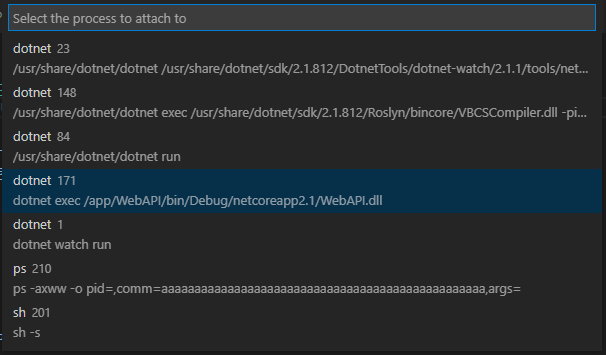 Select the process to attach to
dotnet 23
/usr/share/dotnet/dotnet /usr/share/dotnet/sdk/2.1.812/DotnetTools/dotnet-watch/2.1.1/tools/net...
dotnet 148
/usr/share/dotnet/dotnet exec /usr/share/dotnet/sdk/2.1.812/Roslyn/bincore/VBCSCompiler.dll -pi...
dotnet 84
/usr/share/dotnet/dotnet run
dotnet 171
dotnet exec /app/WebAPI/bin/Debug/netcoreapp2.1/WebAPI.dll
dotnet 1
dotnet watch run
ps 210
ps -axww -o pid=,comm=aaaaaaaaaaaaaaaaaaaaaaaaaaaaaaaaaaaaaaaaaaaaaaaaaa,args=
sh 201
sh -s